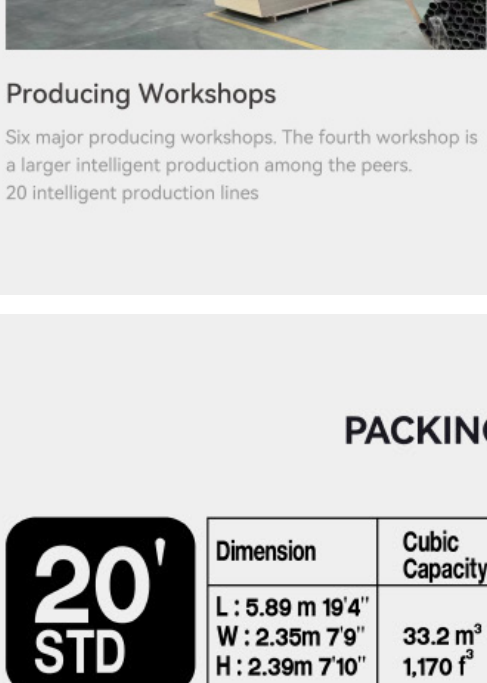 Producing Workshops
Six major producing workshops. The fourth workshop is
a larger intelligent production among the peers.
20 intelligent production lines
PACKING
20'
STD
Dimension
Cubic
Capacity
L : 5.89 m 19'4"
W : 2.35m 7'9"
H : 2.39m 7'10"
33.2 m³
1,170 f³